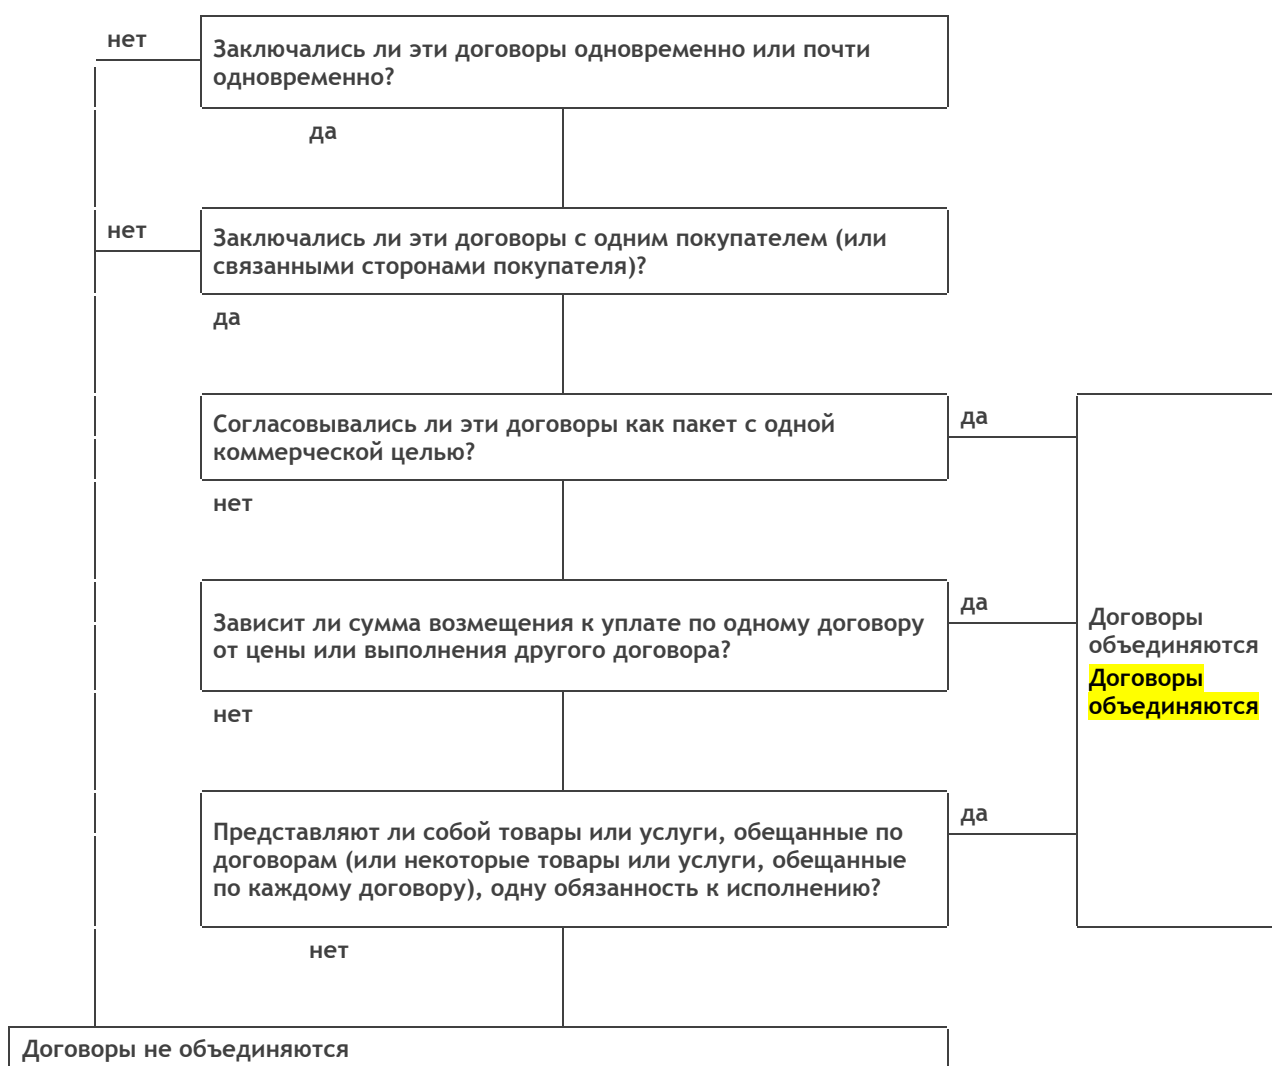 нет
Заключались ли эти договоры одновременно или почти
одновременно?
да
нет
Заключались ли эти договоры с одним покупателем (или
связанными сторонами покупателя)?
да
Согласовывались ли эти договоры как пакет с одной
коммерческой целью?
да
нет
Зависит ли сумма возмещения к уплате по одному договору
от цены или выполнения другого договора?
да
Договоры
объединяются
Договоры
объединяются
нет
Представляют ли собой товары или услуги, обещанные по
договорам (или некоторые товары или услуги, обещанные
по каждому договору), одну обязанность к исполнению?
да
нет
Договоры не объединяются